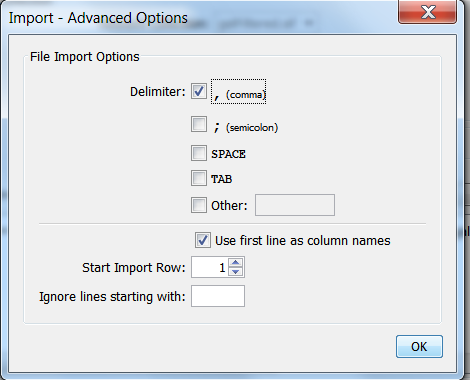 Import - Advanced Options
File Import Options
Delimiter: , (comma)
; (semicolon)
SPACE
TAB
Other:
Use first line as column names
Start Import Row: 1
Ignore lines starting with:
OK